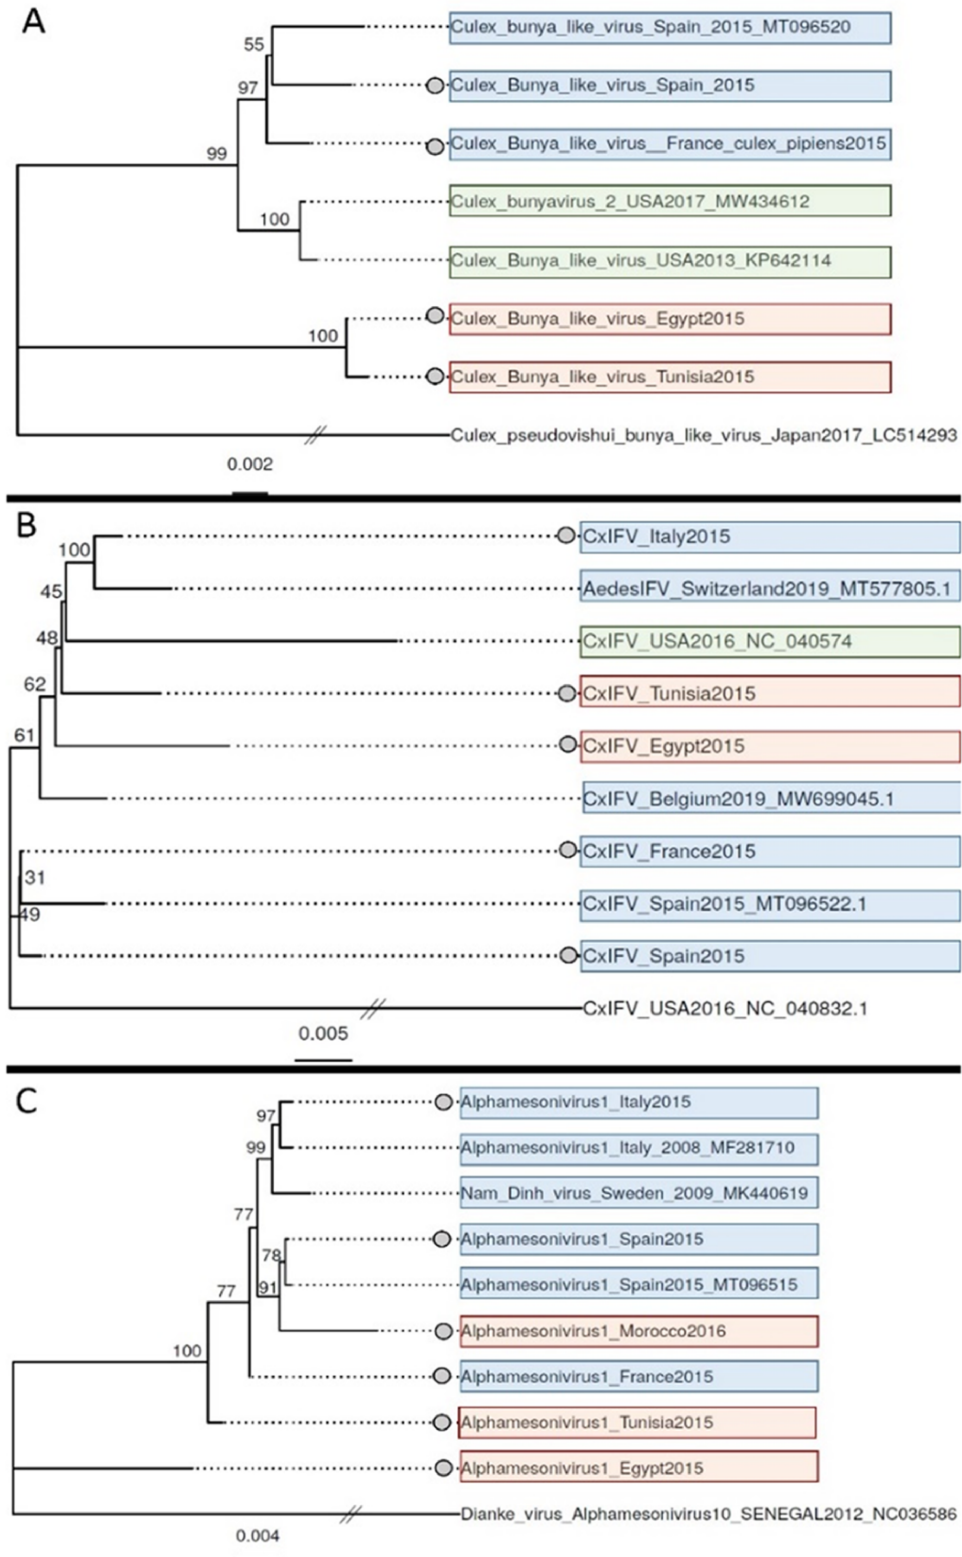 A
Culex_bunya_like_virus_Spain_2015_MT096520
55
Culex_Bunya_like_virus_Spain_2015
97
Culex_Bunya_like_virus__France_culex_pipiens2015
99
Culex_bunyavirus_2_USA2017_MW434612
100
Culex_Bunya_like_virus_USA2013_KP642114
Culex_Bunya_like_virus_Egypt2015
100
Culex_Bunya_like_virus_Tunisia2015
Culex_pseudovishui_bunya_like_virus_Japan2017_LC514293
0.002
B
CxIFV_Italy2015
100
AedesIFV_Switzerland2019_MT577805.1
45
CxIFV_USA2016_NC_040574
48
CxIFV_Tunisia2015
62
CxIFV_Egypt2015
61
CxIFV_Belgium2019_MW699045.1
CxIFV_France2015
31
CxIFV_Spain2015_MT096522.1
49
CxIFV_Spain2015
CxIFV_USA2016_NC_040832.1
0.005
C
Alphamesonivirus1_Italy2015
97
Alphamesonivirus1_Italy_2008_MF281710
99
Nam_Dinh_virus_Sweden_2009_MK440619
77
Alphamesonivirus1_Spain2015
78
Alphamesonivirus1_Spain2015_MT096515
91
77
Alphamesonivirus1_Morocco2016
100
Alphamesonivirus1_France2015
Alphamesonivirus1_Tunisia2015
Alphamesonivirus1_Egypt2015
Dianke_virus_Alphamesonivirus10_SENEGAL2012_NC036586
0.004